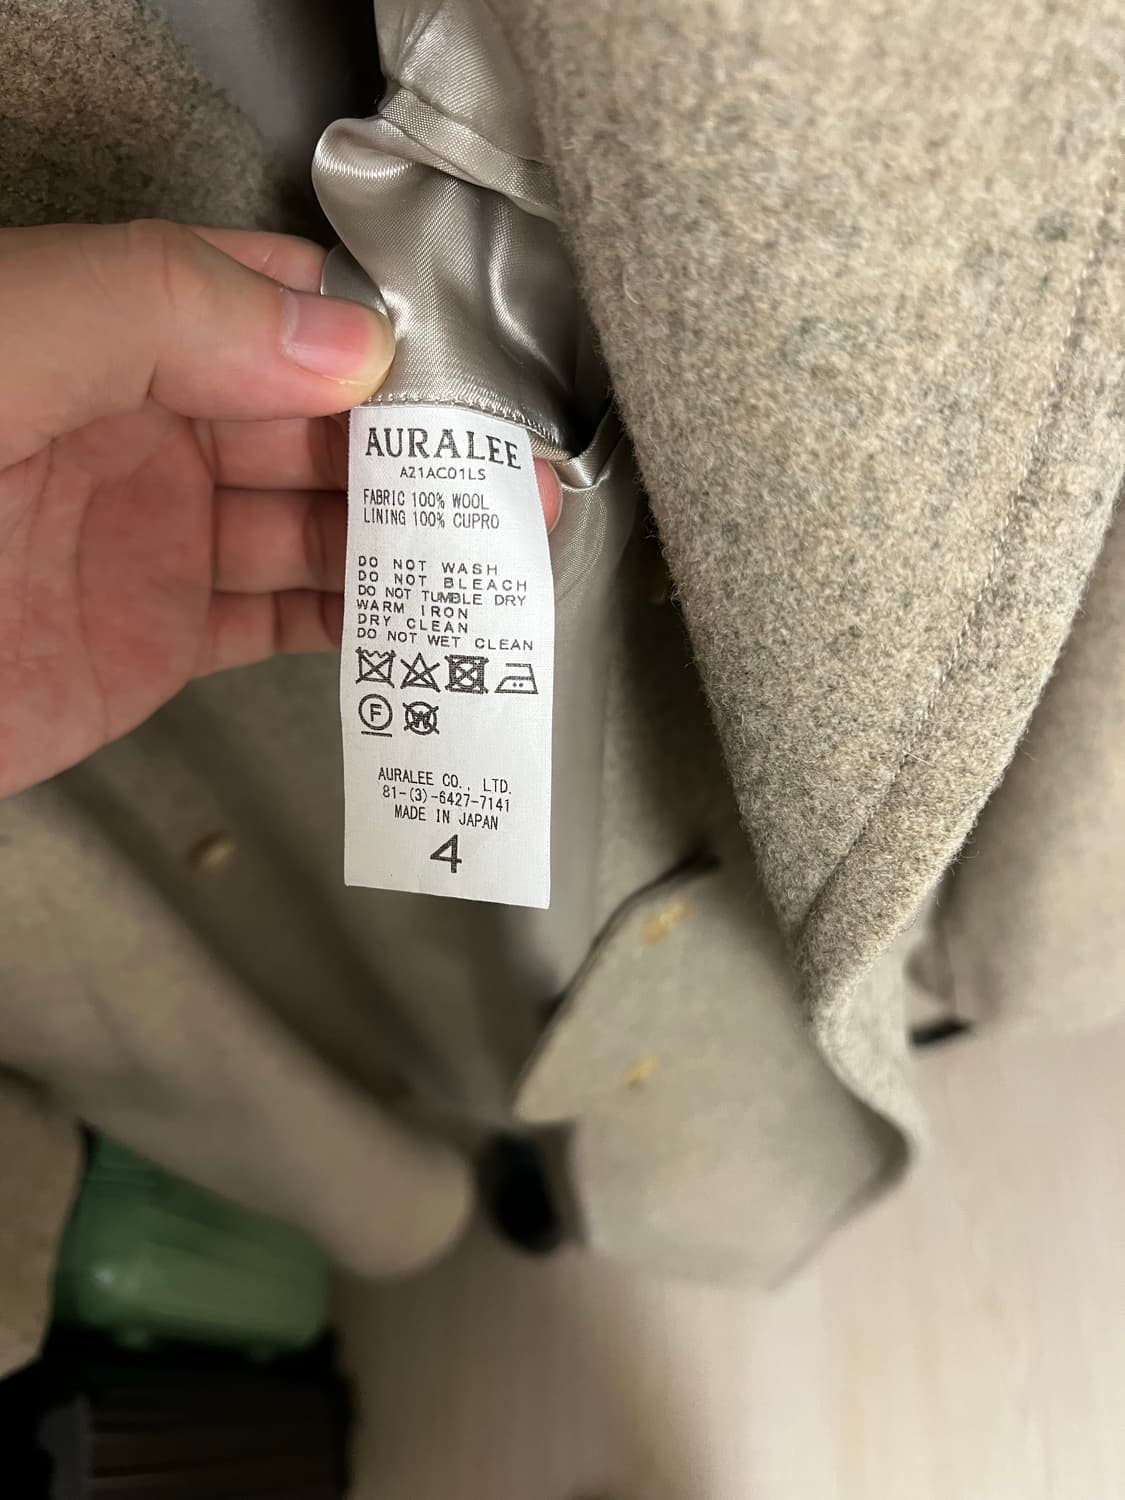 AURALEE
A21AC01LS
FABRIC 100% WOOL
LINING 100% CUPRO
DO NOT WASH
DO NOT BLEACH
DO NOT TUMBLE DRY
WARM IRON
DRY CLEAN
DO NOT WET CLEAN
F
W
AURALEE CO., LTD.
81-(3)-6427-7141
MADE IN JAPAN
4